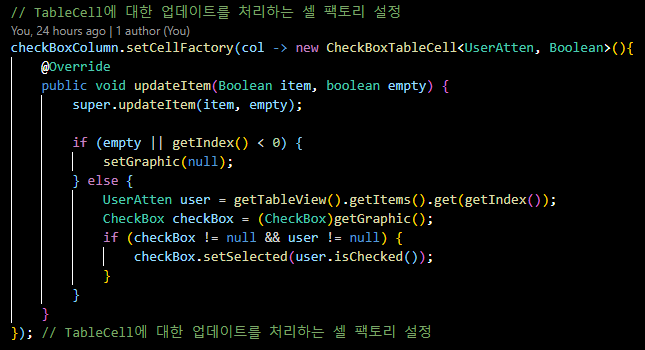 // TableCell에 대한 업데이트를 처리하는 셀 팩토리 설정
You, 24 hours ago | 1 author (You)
checkBoxColumn.setCellFactory(col -> new CheckBoxTableCell<UserAtten, Boolean>(){
@Override
public void updateItem(Boolean item, boolean empty) {
super.updateItem(item, empty);
if (empty || getIndex() < 0) {
setGraphic(null);
} else {
UserAtten user = getTableView().getItems().get(getIndex());
CheckBox checkBox = (CheckBox)getGraphic();
if (checkBox != null && user != null) {
checkBox.setSelected(user.isChecked());
}
}
}
}); // TableCell에 대한 업데이트를 처리하는 셀 팩토리 설정